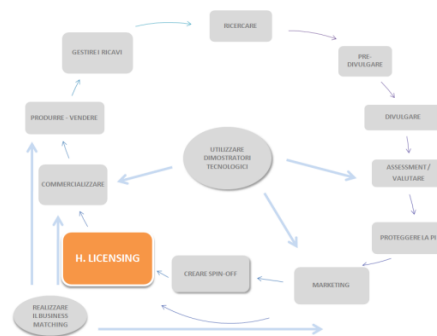 RICERCARE
GESTIRE I RICAVI
PRE-
DIVULGARE
PRODURRE - VENDERE
DIVULGARE
UTILIZZARE
DIMOSTRATORI
TECNOLOGICI
ASSESSMENT /
VALUTARE
COMMERCIALIZZARE
PROTEGGERE LA PI
H. LICENSING
CREARE SPIN-OFF
MARKETING
REALIZZARE
IL BUSINESS
MATCHING